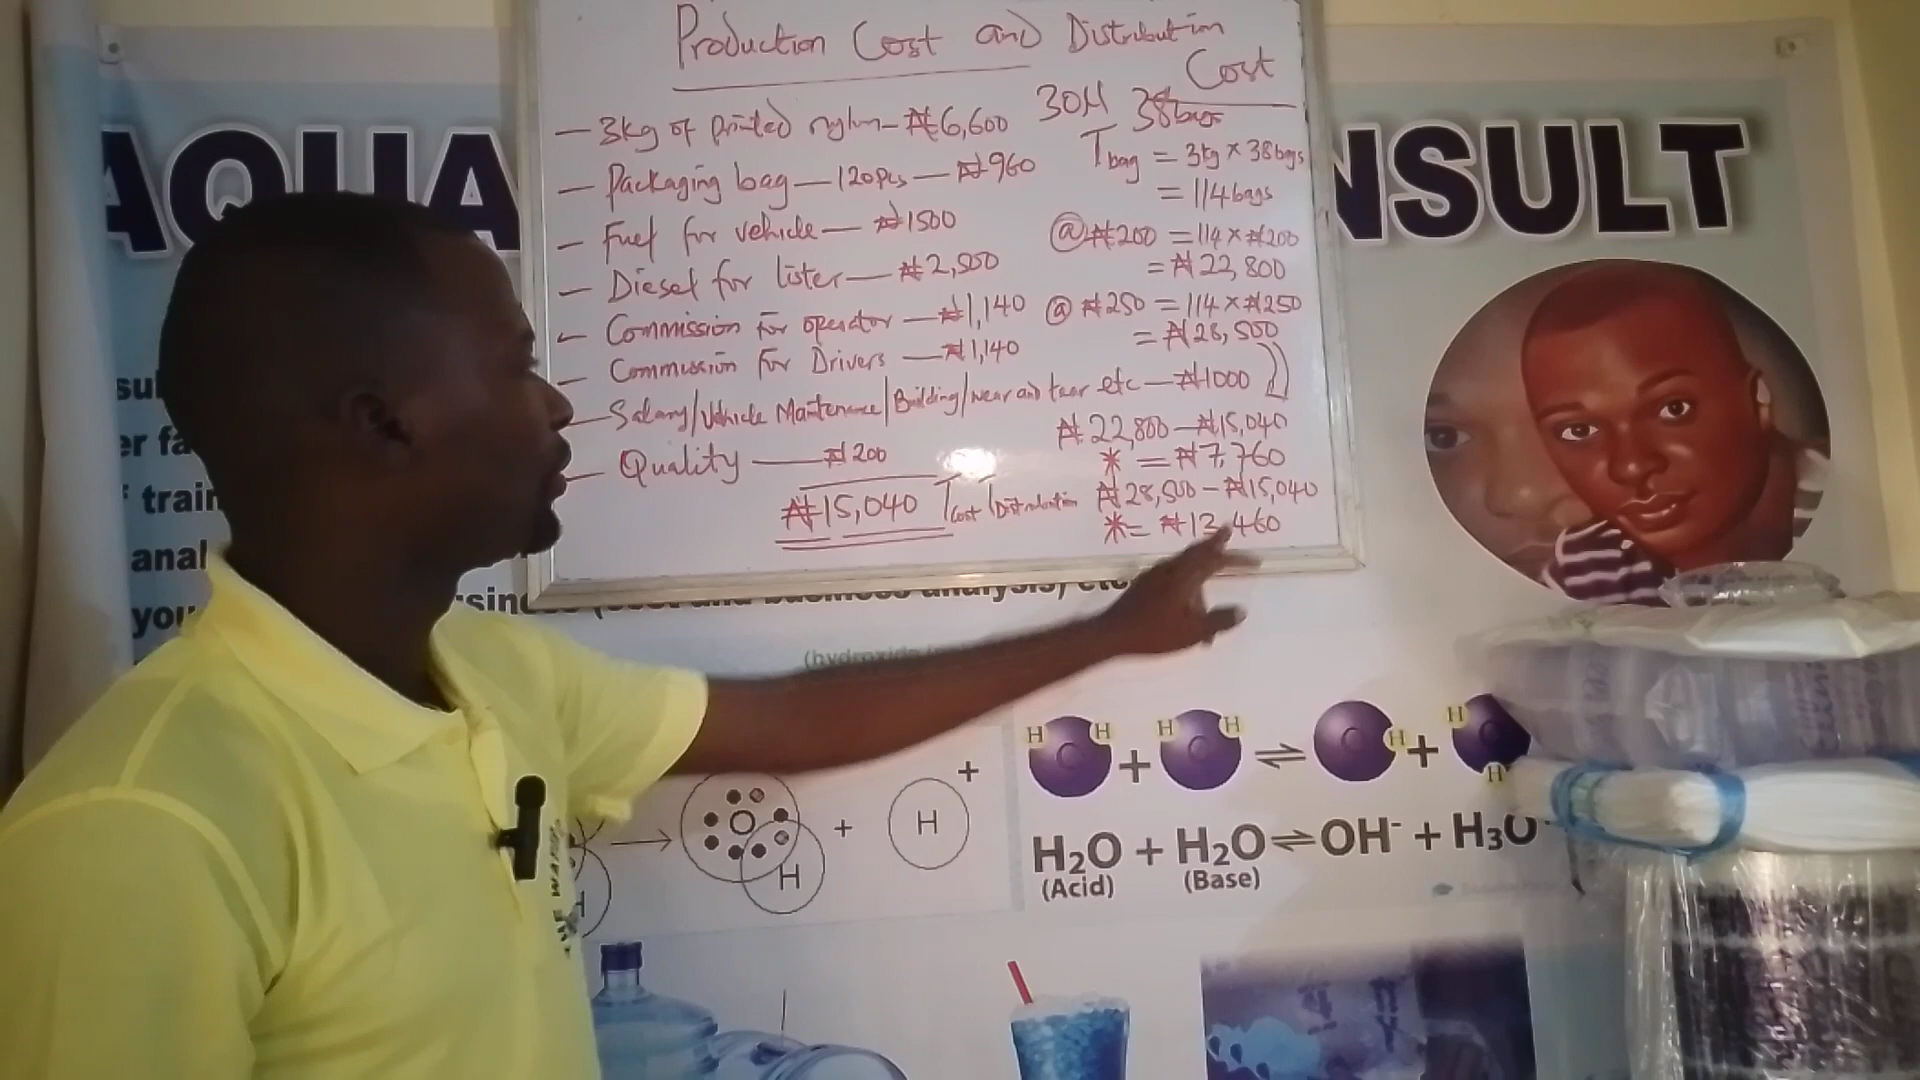 Production Cost and Distribution
Cost
— 3kg of printed nylon — ₦6,600
— Packaging bag — 120pcs — ₦960
— Fuel for vehicle — ₦1500
— Diesel for lister — ₦2,500
— Commission for operator — ₦1,140
— Commission for Drivers — ₦1,140
— Salary/Vehicle Maintenance/Building/wear and tear etc — ₦1000
— Quality — ₦200
₦15,040 Tcost/Distribution
30M 38bags
Tbag = 3kg x 38bags
= 114bags
@₦200 = 114 x ₦200
= ₦22,800
@ ₦250 = 114 x ₦250
= ₦28,500
₦22,800 — ₦15,040
* = ₦7,760
₦28,500 — ₦15,040
* = ₦13,460
AQUA
NSULT
H
+
H
+
H H + H H ⇌ H + H H
H₂O + H₂O ⇌ OH⁻ + H₃O
(Acid) (Base)